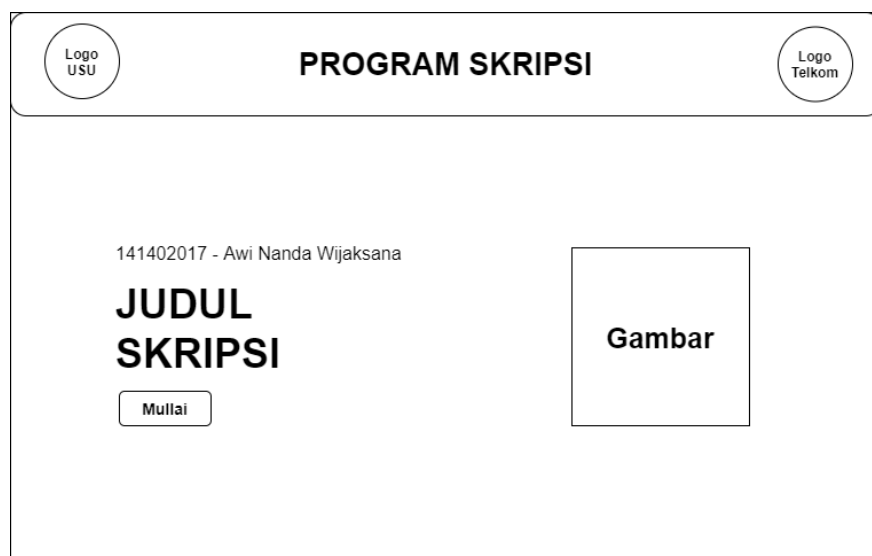 Logo
USU
PROGRAM SKRIPSI
Logo
Telkom
141402017 - Awi Nanda Wijaksana
JUDUL
SKRIPSI
Gambar
Mullai